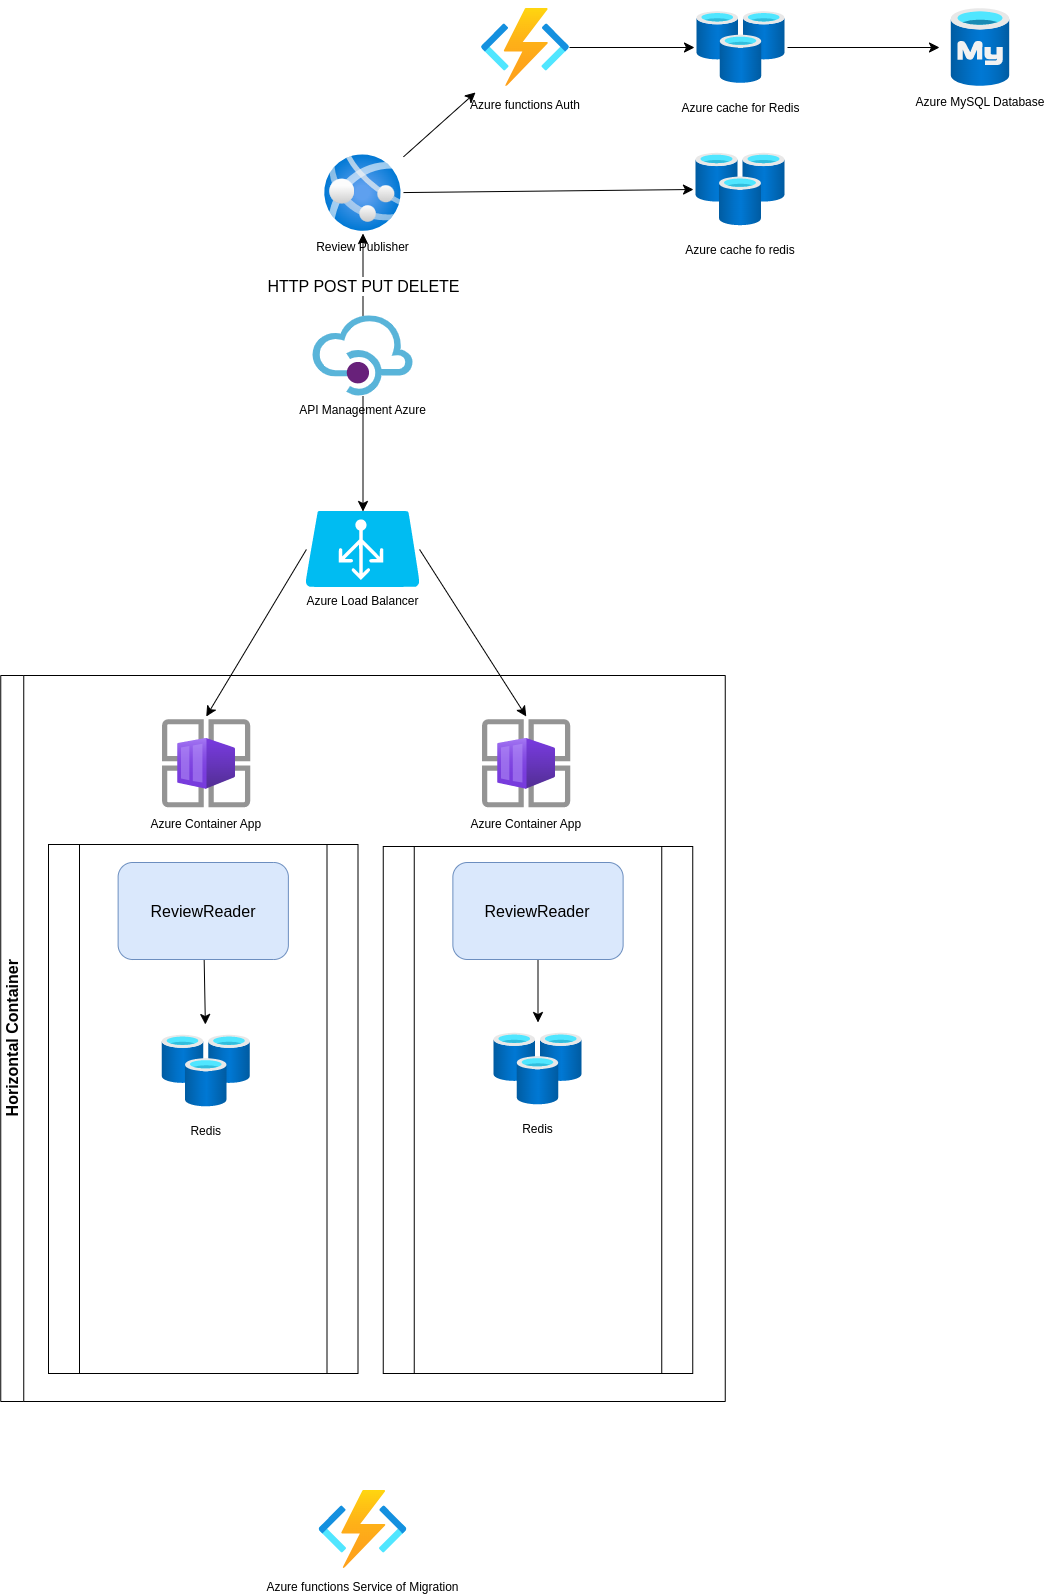 Azure functions Auth
Azure cache for Redis
My
Azure MySQL Database
Review Publisher
Azure cache fo redis
HTTP POST PUT DELETE
API Management Azure
Azure Load Balancer
Azure Container App
Azure Container App
Horizontal Container
ReviewReader
ReviewReader
Redis
Redis
Azure functions Service of Migration